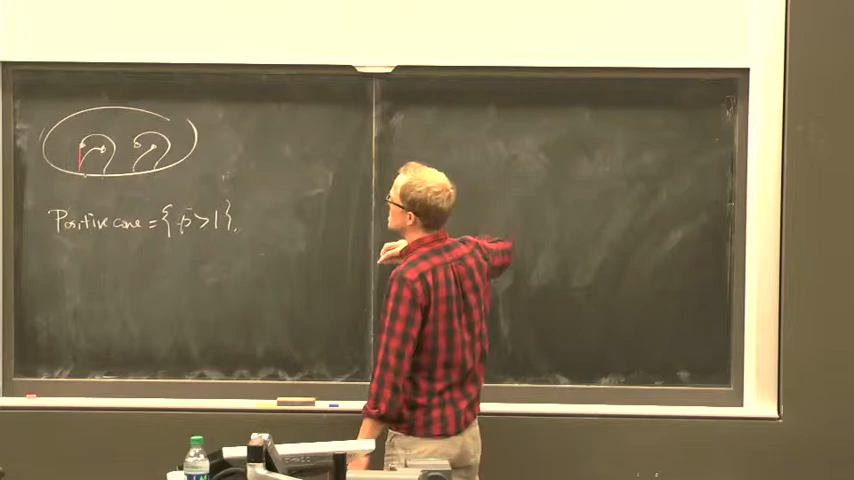 Positive cone = { p > 1 }.